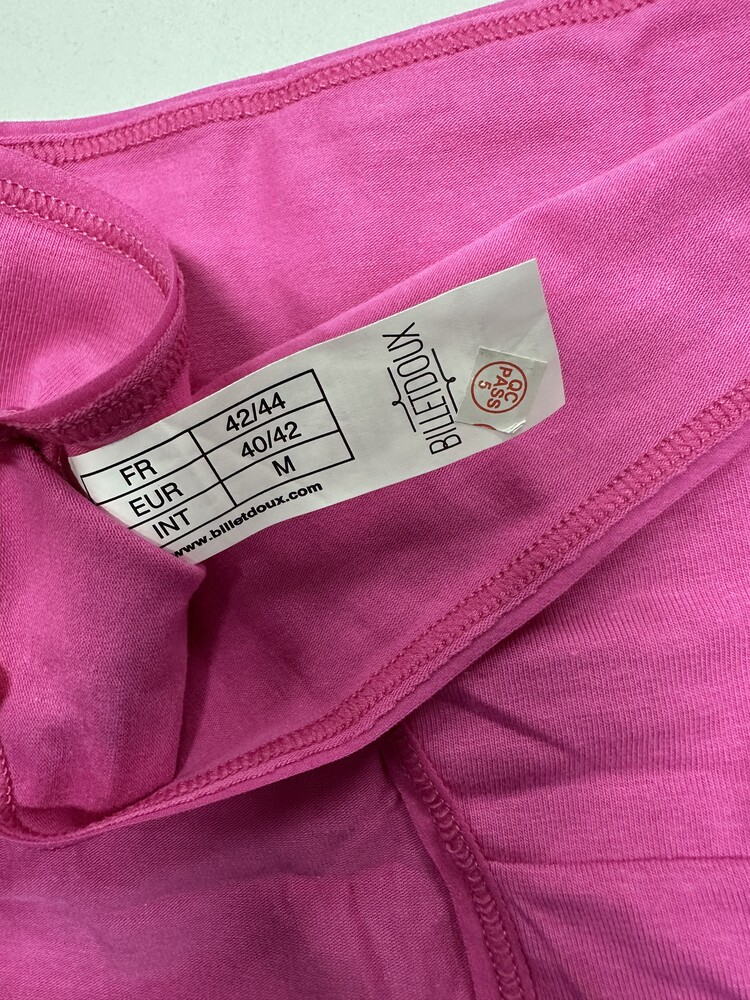 FR 42/44
EUR 40/42
INT M
www.billetdoux.com
BILLETDOUX
QC
PASS
5